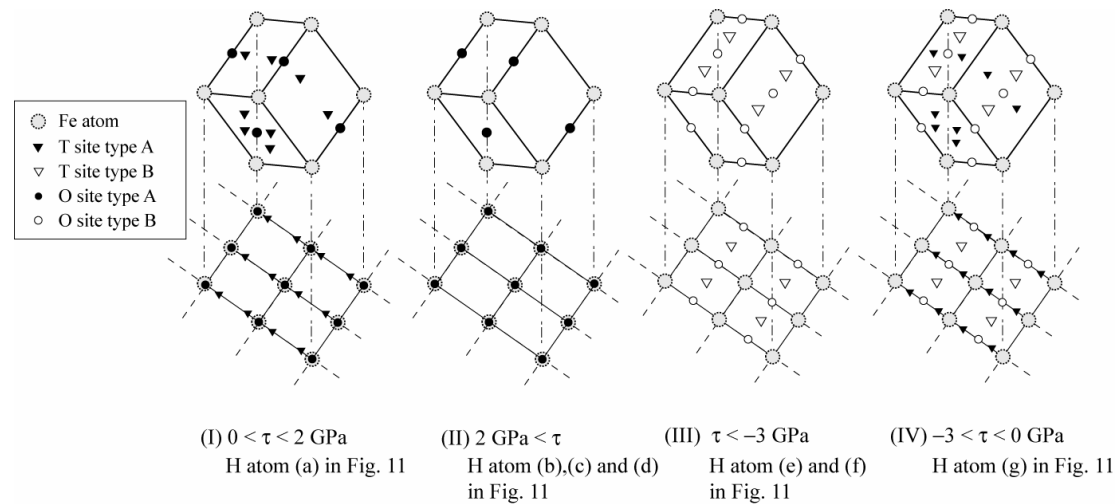 Fe atom
T site type A
T site type B
O site type A
O site type B
(I) 0 < τ < 2 GPa
H atom (a) in Fig. 11
(II) 2 GPa < τ
H atom (b),(c) and (d)
in Fig. 11
(III) τ < −3 GPa
H atom (e) and (f)
in Fig. 11
(IV) −3 < τ < 0 GPa
H atom (g) in Fig. 11